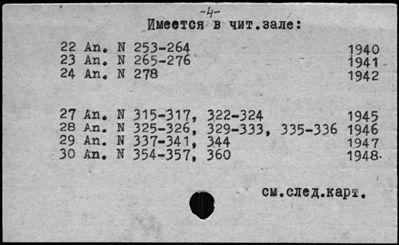 -4-
Имеется в чит.зале:
22 An. N 253-264 1940
23 An. N 265-276 1941
24 An. N 278 1942
27 An. N 315-317, 322-324 1945
28 An. N 325-326, 329-333, 335-336 1946
29 An. N 337-341, 344 1947
30 An. N 354-357, 360 1948
см.след.карт.